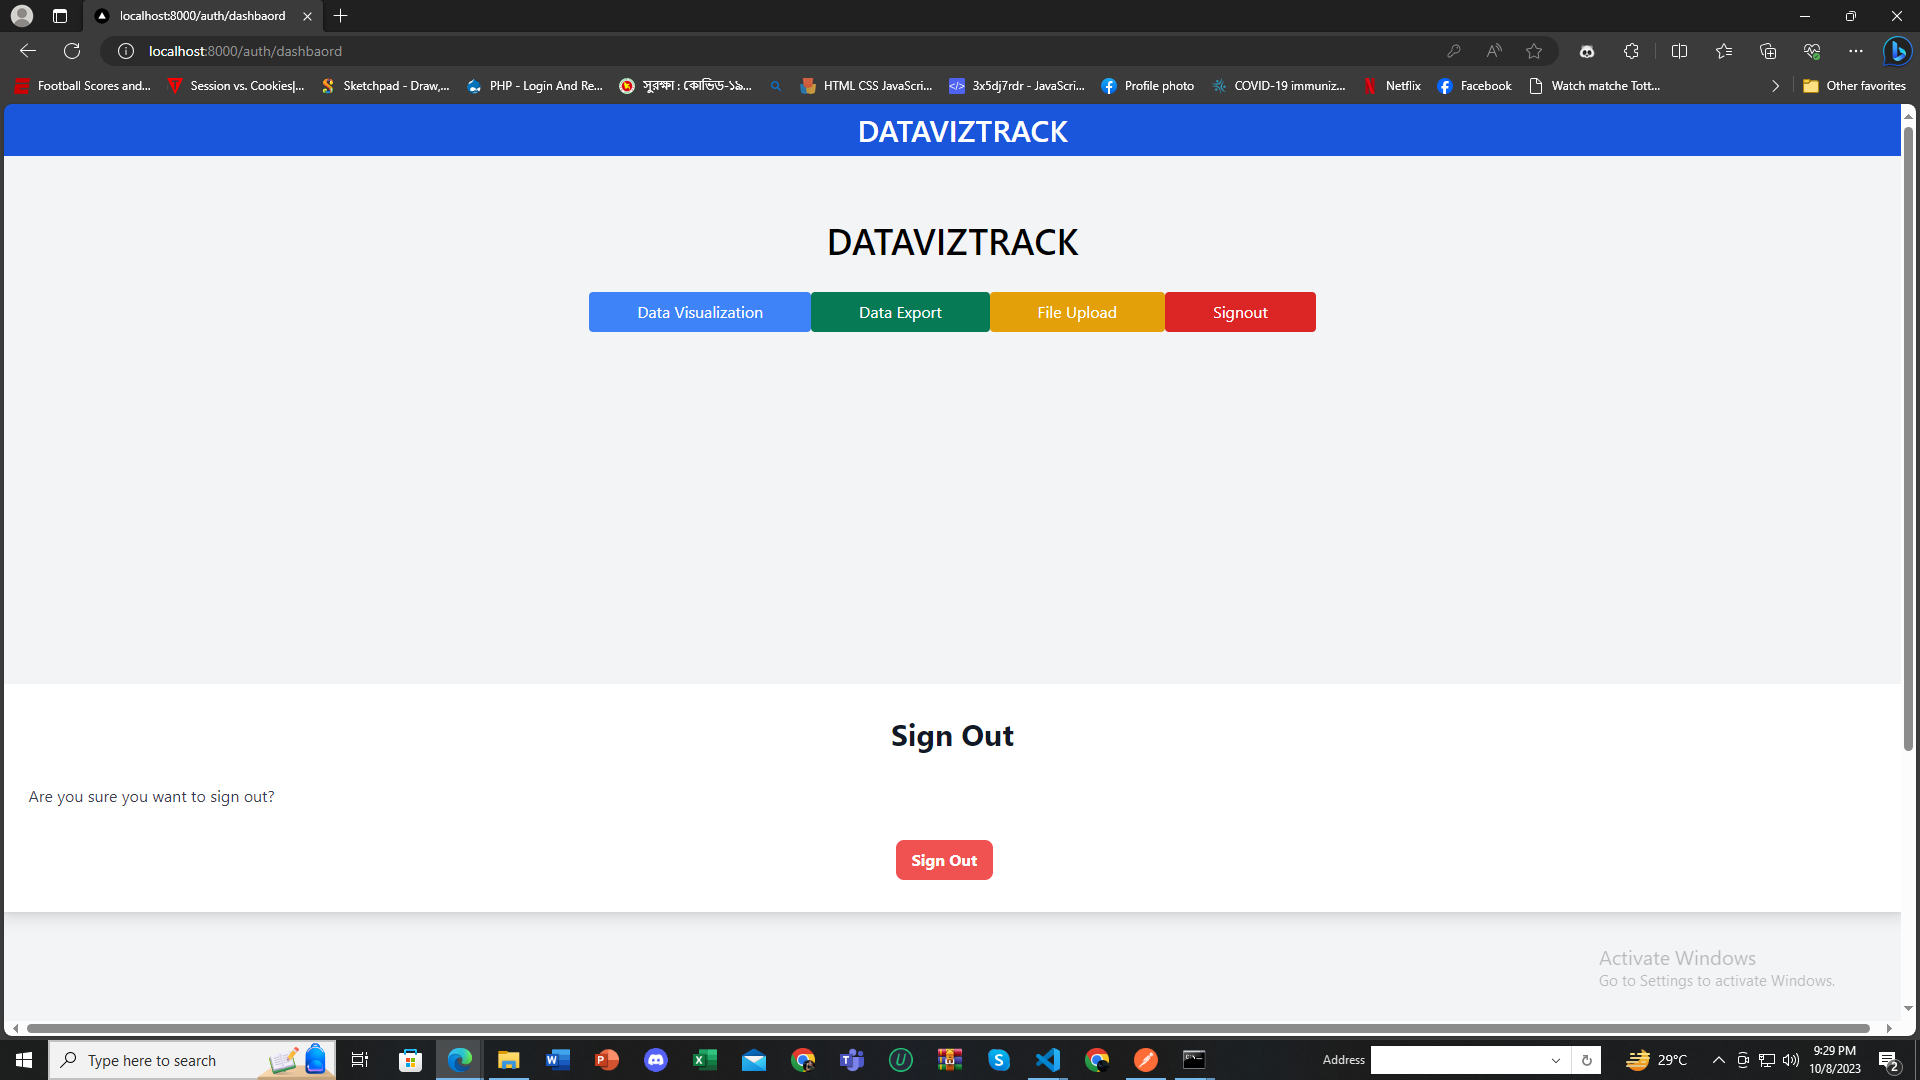 localhost:8000/auth/dashbaord
localhost:8000/auth/dashbaord
Football Scores and... Session vs. Cookies|... Sketchpad - Draw,... PHP - Login And Re... সুরক্ষা : কোভিড-১৯... HTML CSS JavaScri... 3x5dj7rdr - JavaScri... Profile photo COVID-19 immuniz... Netflix Facebook Watch matche Tott... Other favorites
DATAVIZTRACK
DATAVIZTRACK
Data Visualization Data Export File Upload Signout
Sign Out
Are you sure you want to sign out?
Sign Out
Activate Windows
Go to Settings to activate Windows.
Type here to search Address 29°C 9:29 PM
10/8/2023 2